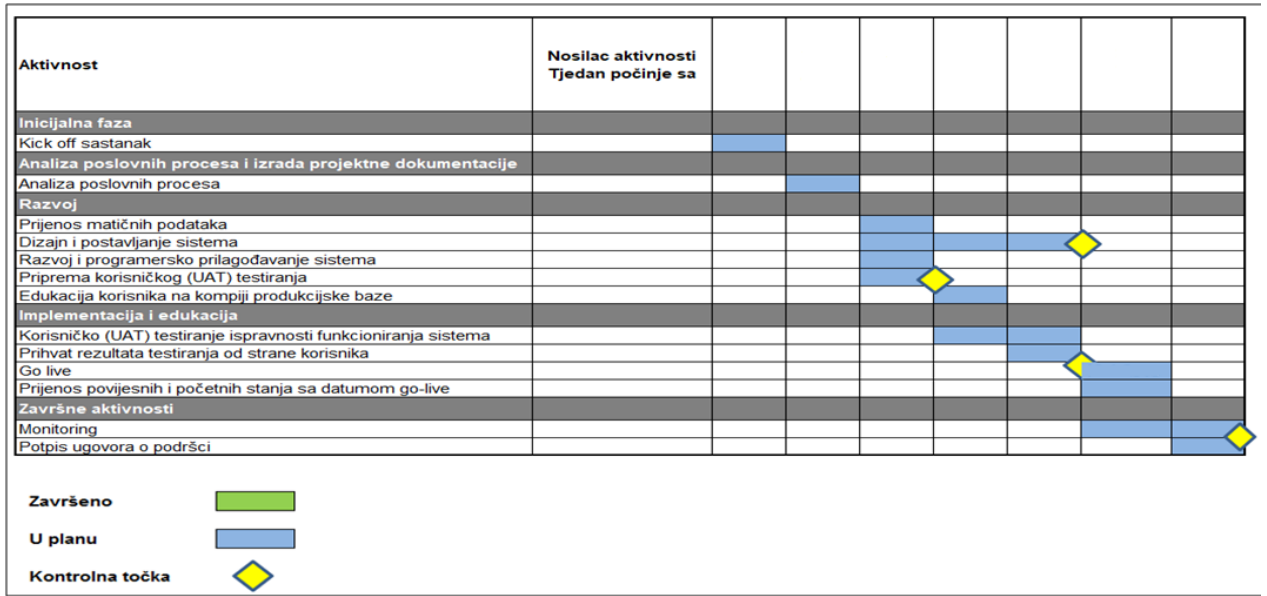 Aktivnost
Nosilac aktivnosti
Tjedan počinje sa
Inicijalna faza
Kick off sastanak
Analiza poslovnih procesa i izrada projektne dokumentacije
Analiza poslovnih procesa
Razvoj
Prijenos matičnih podataka
Dizajn i postavljanje sistema
Razvoj i programersko prilagođavanje sistema
Priprema korisničkog (UAT) testiranja
Edukacija korisnika na kompiji produkcijske baze
Implementacija i edukacija
Korisničko (UAT) testiranje ispravnosti funkcioniranja sistema
Prihvat rezultata testiranja od strane korisnika
Go live
Prijenos povijesnih i početnih stanja sa datumom go-live
Završne aktivnosti
Monitoring
Potpis ugovora o podršci
Završeno
U planu
Kontrolna točka